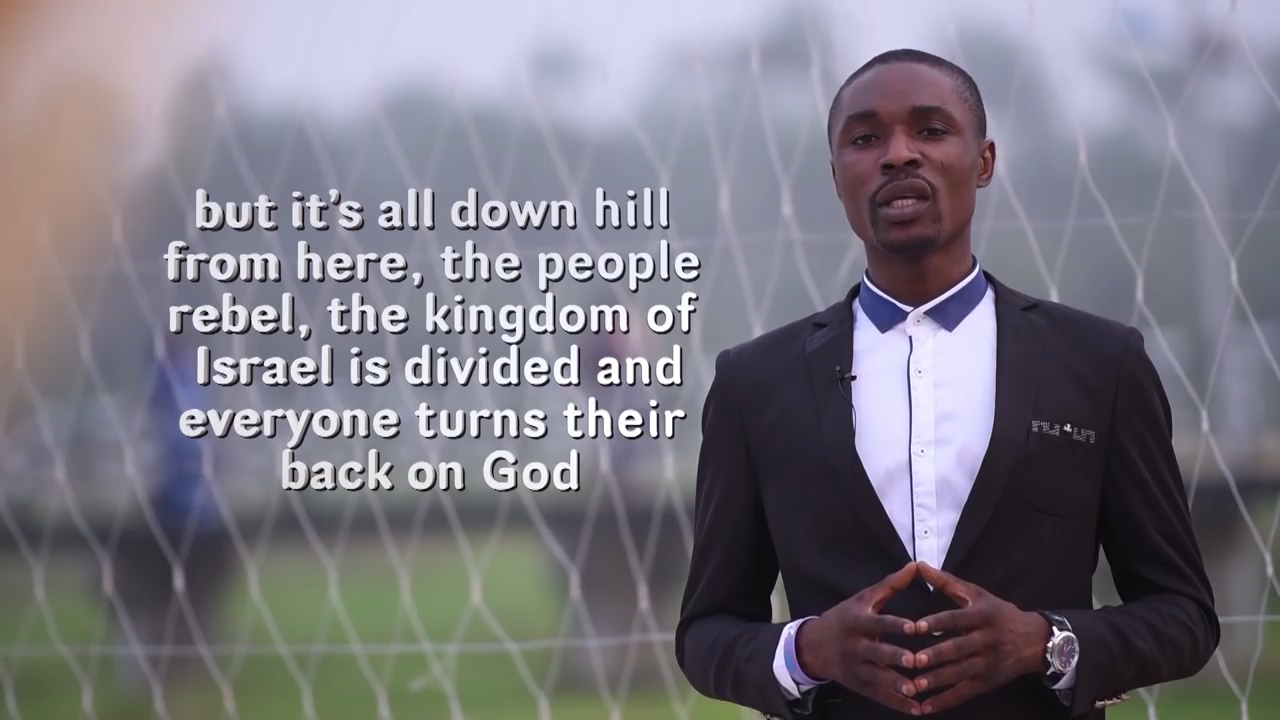 but it’s all down hill
from here, the people
rebel, the kingdom of
Israel is divided and
everyone turns their
back on God